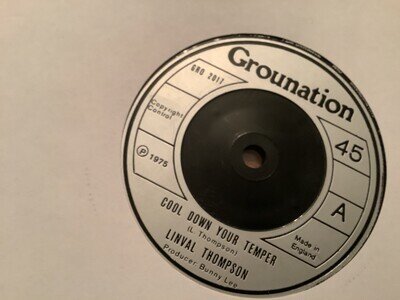 Grounation
GRO 2017
Copyright
Control
℗ 1975
45
A
Made in
England
COOL DOWN YOUR TEMPER
(L. Thompson)
LINVAL THOMPSON
Producer Bunny Lee